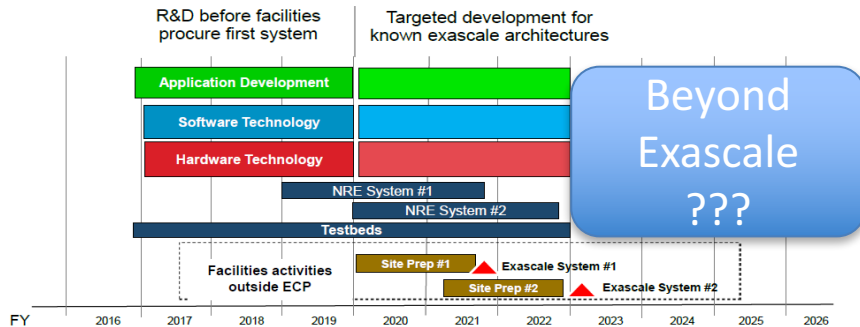 R&D before facilities
procure first system
Targeted development for
known exascale architectures
Application Development
Software Technology
Hardware Technology
Beyond
Exascale
???
NRE System #1
NRE System #2
Testbeds
Facilities activities
outside ECP
Site Prep #1
Exascale System #1
Site Prep #2
Exascale System #2
FY 2016 2017 2018 2019 2020 2021 2022 2023 2024 2025 2026